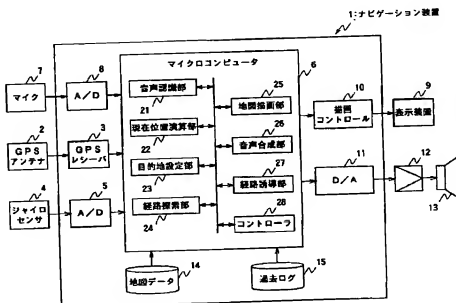 1:ナビゲーション装置
マイクロコンピュータ
7
マイク
8
A/D
2
GPS
アンテナ
3
GPS
レシーバ
4
ジャイロ
センサ
5
A/D
音声認識部
21
現在位置演算部
22
目的地設定部
23
経路探索部
24
25
地図描画部
26
音声合成部
27
経路誘導部
28
コントローラ
6
10
描画
コントロール
9
表示装置
11
D/A
12
13
地図データ
14
過去ログ
15